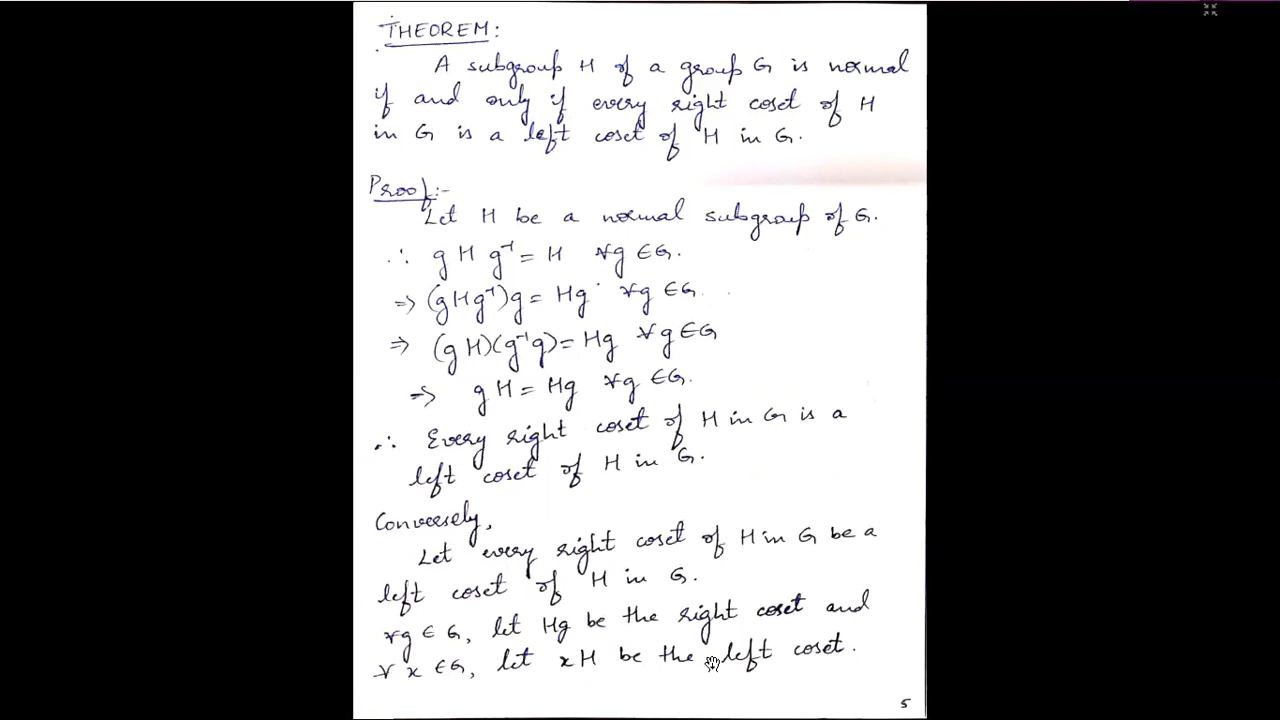 THEOREM:
A subgroup H of a group G is normal
if and only if every right coset of H
in G is a left coset of H in G.
Proof:-
Let H be a normal subgroup of G.
∴ g H g⁻¹ = H ∀g ∈ G.
⇒ (gHg⁻¹)g = Hg ∀g ∈ G.
⇒ (gH)(g⁻¹g) = Hg ∀g ∈ G
⇒ gH = Hg ∀g ∈ G.
∴ Every right coset of H in G is a
left coset of H in G.
Conversely,
Let every right coset of H in G be a
left coset of H in G.
∀g ∈ G, let Hg be the right coset and
∀ x ∈ G, let xH be the left coset.
5